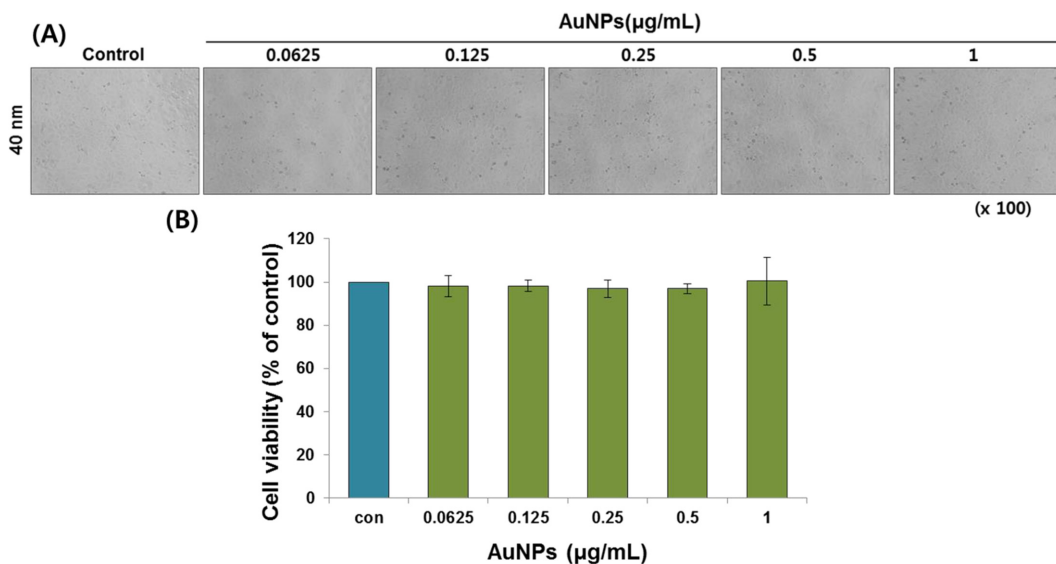 (A)
AuNPs(µg/mL)
Control 0.0625 0.125 0.25 0.5 1
40 nm
(x 100)
(B)
Cell viability (% of control)
120
100
80
60
40
20
0
con 0.0625 0.125 0.25 0.5 1
AuNPs (µg/mL)